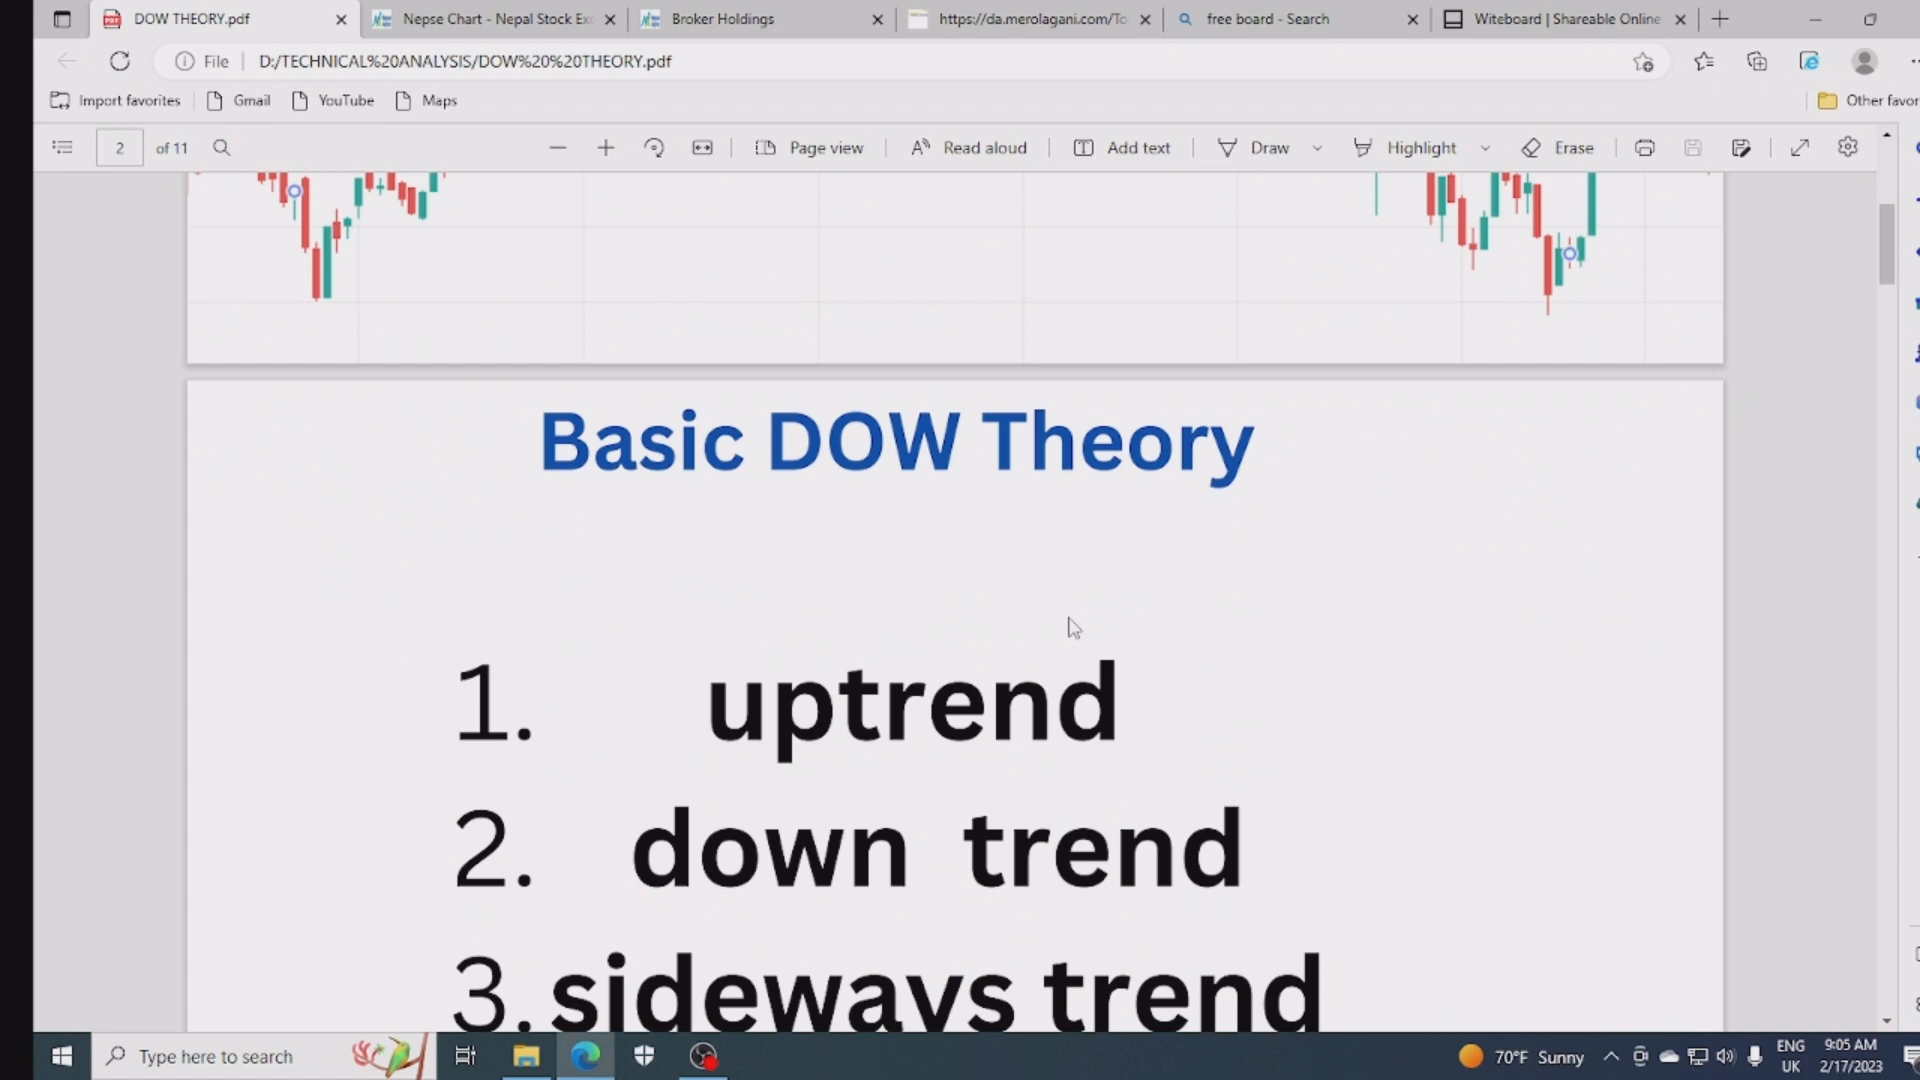 DOW THEORY.pdf
Nepse Chart - Nepal Stock Ex
Broker Holdings
https://da.merolagani.com/To
free board - Search
Witeboard | Shareable Online
File
D:/TECHNICAL%20ANALYSIS/DOW%20%20THEORY.pdf
Import favorites
Gmail
YouTube
Maps
Other favor
2 of 11
Page view
Read aloud
Add text
Draw
Highlight
Erase
Basic DOW Theory
1. uptrend
2. down trend
3. sideways trend
Type here to search
70°F Sunny
ENG
UK
9:05 AM
2/17/2023